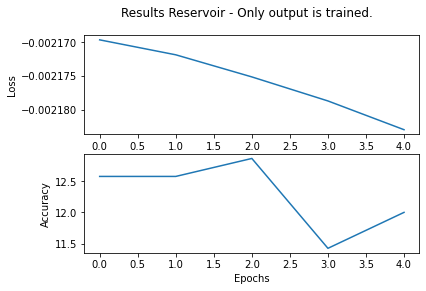 Results Reservoir - Only output is trained.
−0.002170
−0.002175
−0.002180
Loss
0.0 0.5 1.0 1.5 2.0 2.5 3.0 3.5 4.0
12.5
12.0
11.5
Accuracy
0.0 0.5 1.0 1.5 2.0 2.5 3.0 3.5 4.0
Epochs